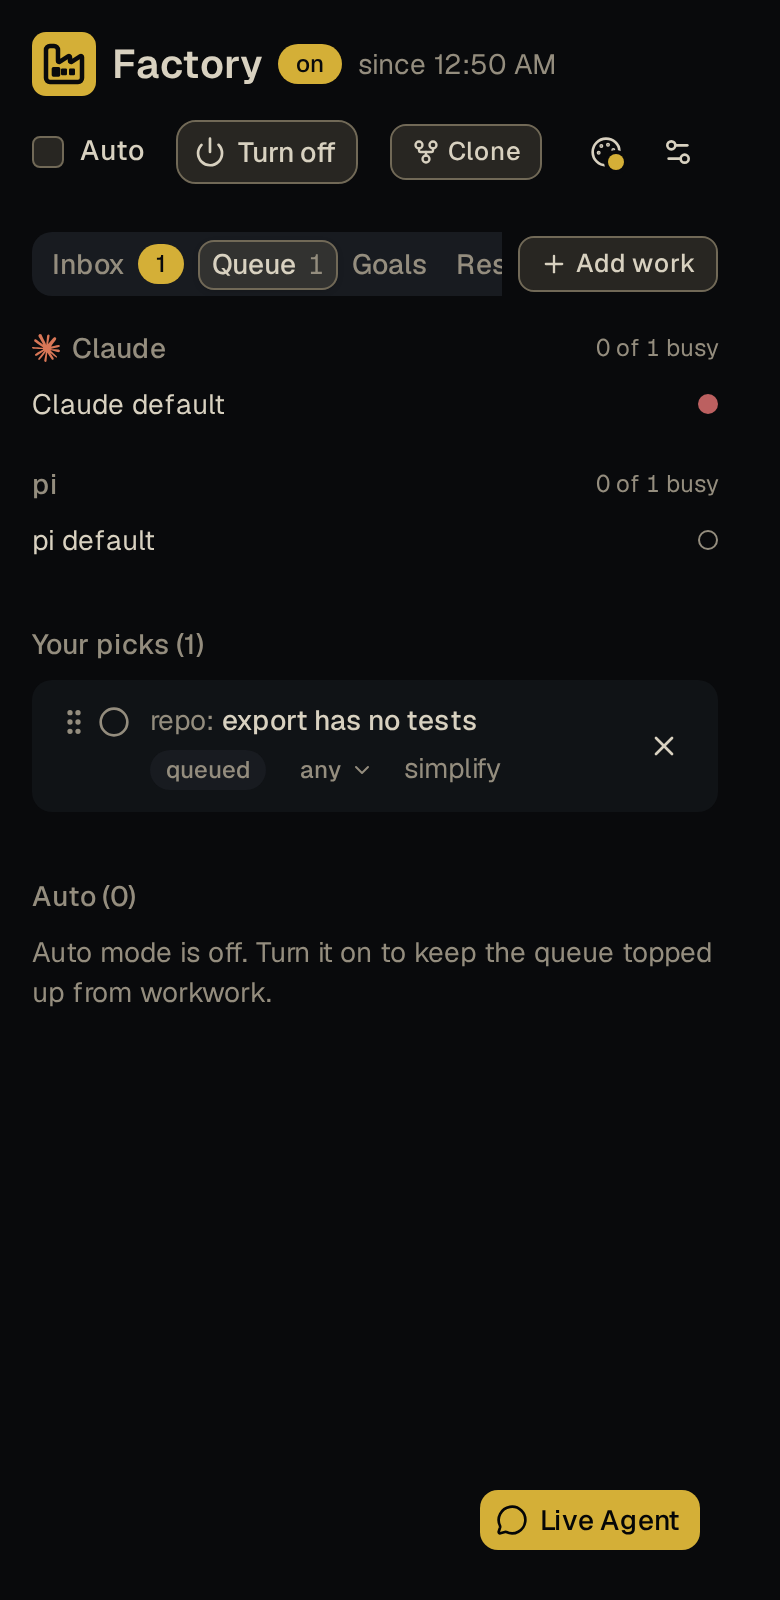 Factory on since 12:50 AM
Auto Turn off Clone
Inbox 1 Queue 1 Goals Res + Add work
Claude 0 of 1 busy
Claude default
pi 0 of 1 busy
pi default
Your picks (1)
repo: export has no tests
queued any simplify
Auto (0)
Auto mode is off. Turn it on to keep the queue topped
up from workwork.
Live Agent